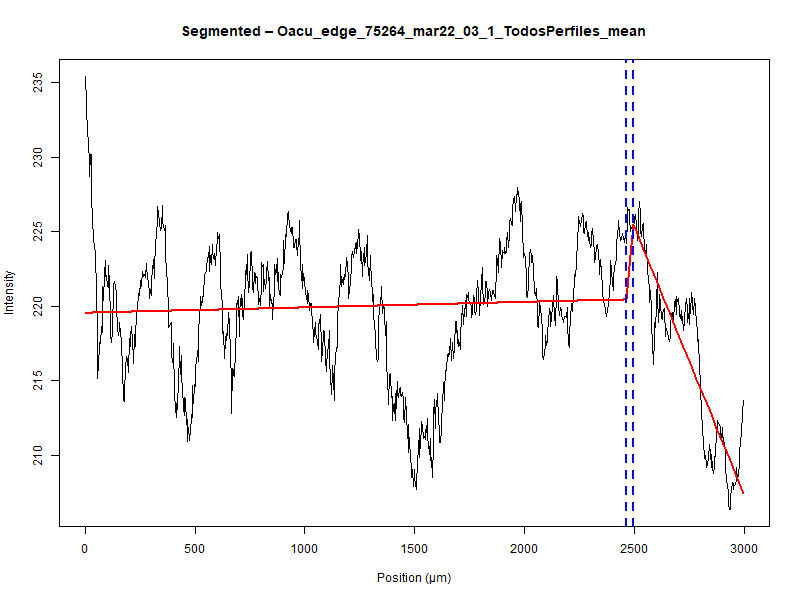 Segmented – Oacu_edge_75264_mar22_03_1_TodosPerfiles_mean
Intensity
235
230
225
220
215
210
0 500 1000 1500 2000 2500 3000
Position (µm)